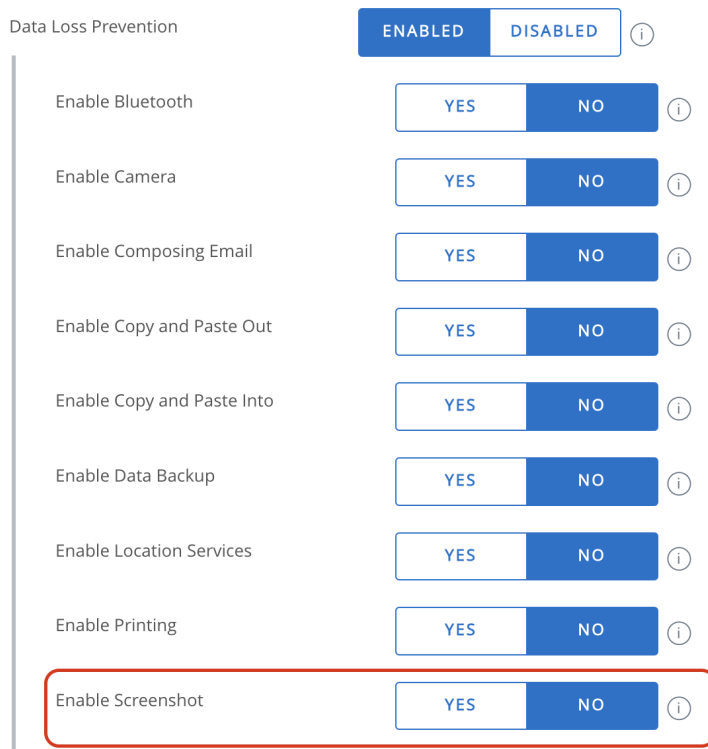 Data Loss Prevention ENABLED DISABLED i
Enable Bluetooth YES NO i
Enable Camera YES NO i
Enable Composing Email YES NO i
Enable Copy and Paste Out YES NO i
Enable Copy and Paste Into YES NO i
Enable Data Backup YES NO i
Enable Location Services YES NO i
Enable Printing YES NO i
Enable Screenshot YES NO i